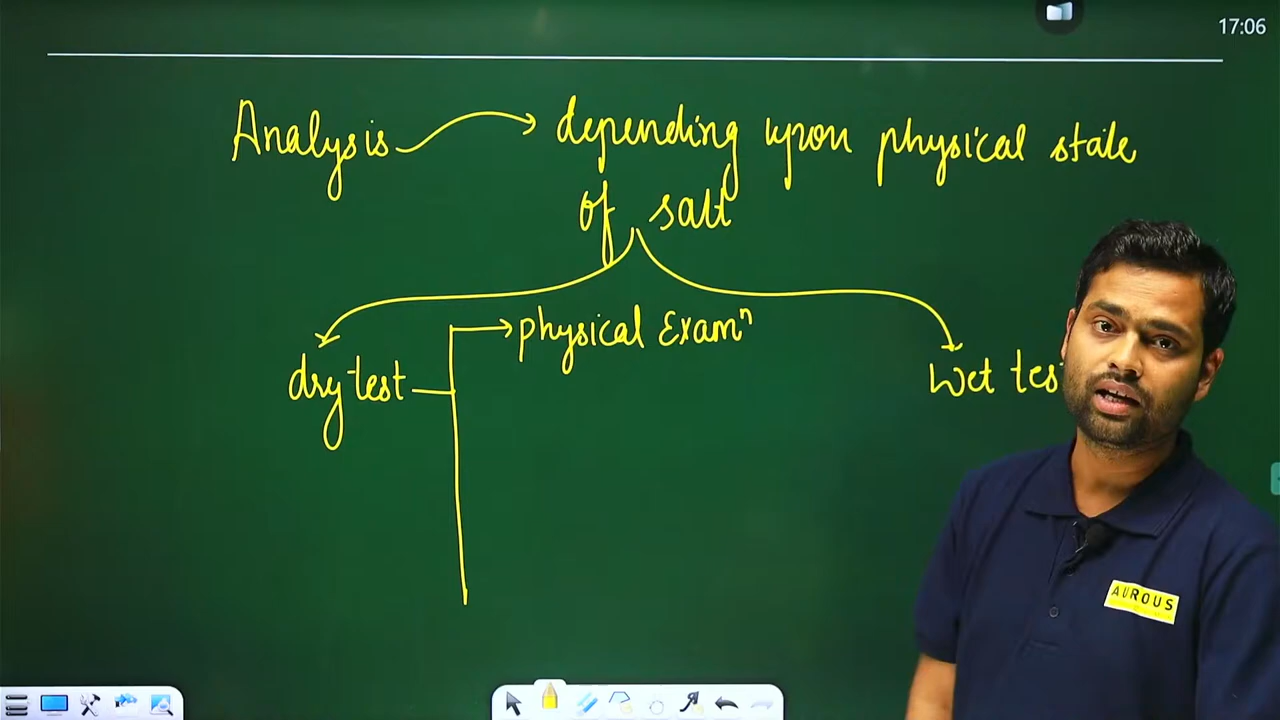 17:06
Analysis → depending upon physical state
of salt
→ physical Examⁿ
dry test
Wet tes
AUROUS